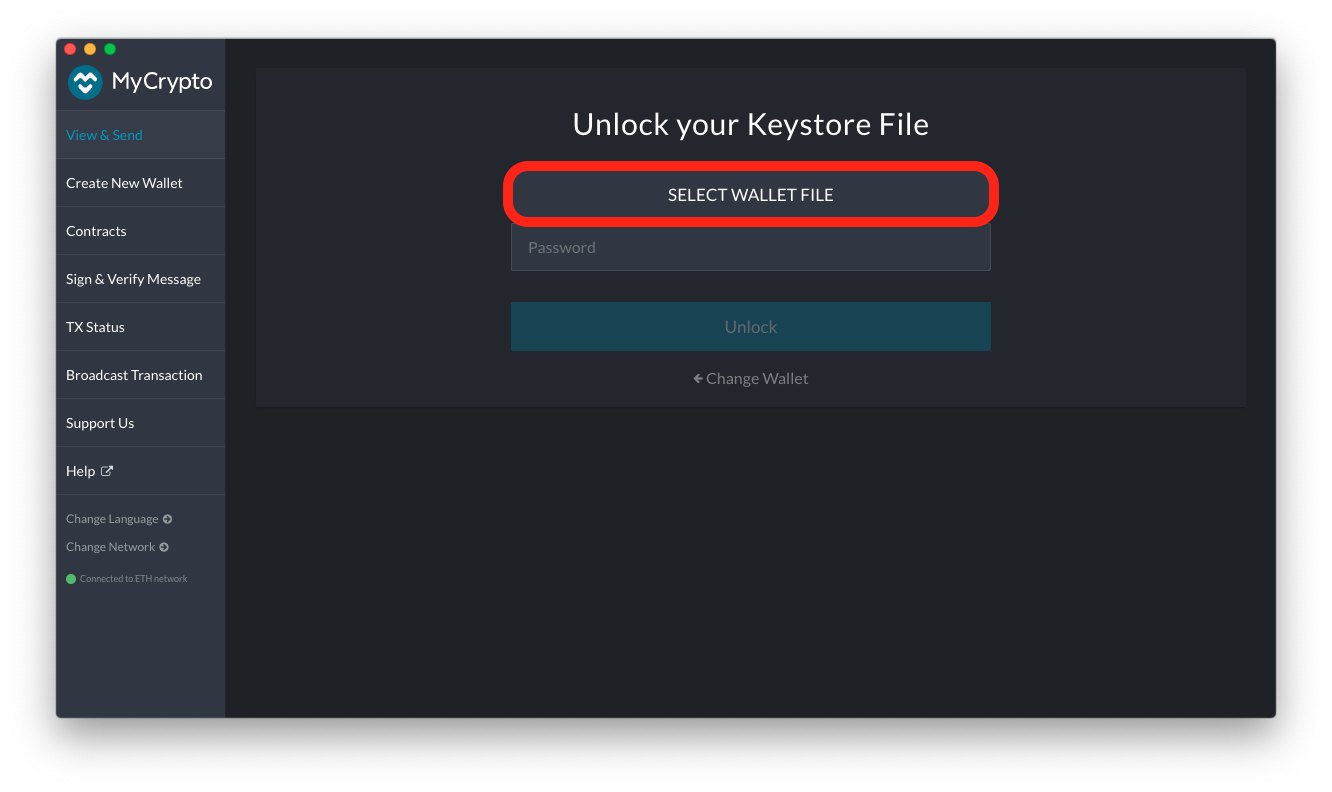 MyCrypto
View & Send
Create New Wallet
Contracts
Sign & Verify Message
TX Status
Broadcast Transaction
Support Us
Help
Change Language
Change Network
Connected to ETH network
Unlock your Keystore File
SELECT WALLET FILE
Password
Unlock
Change Wallet